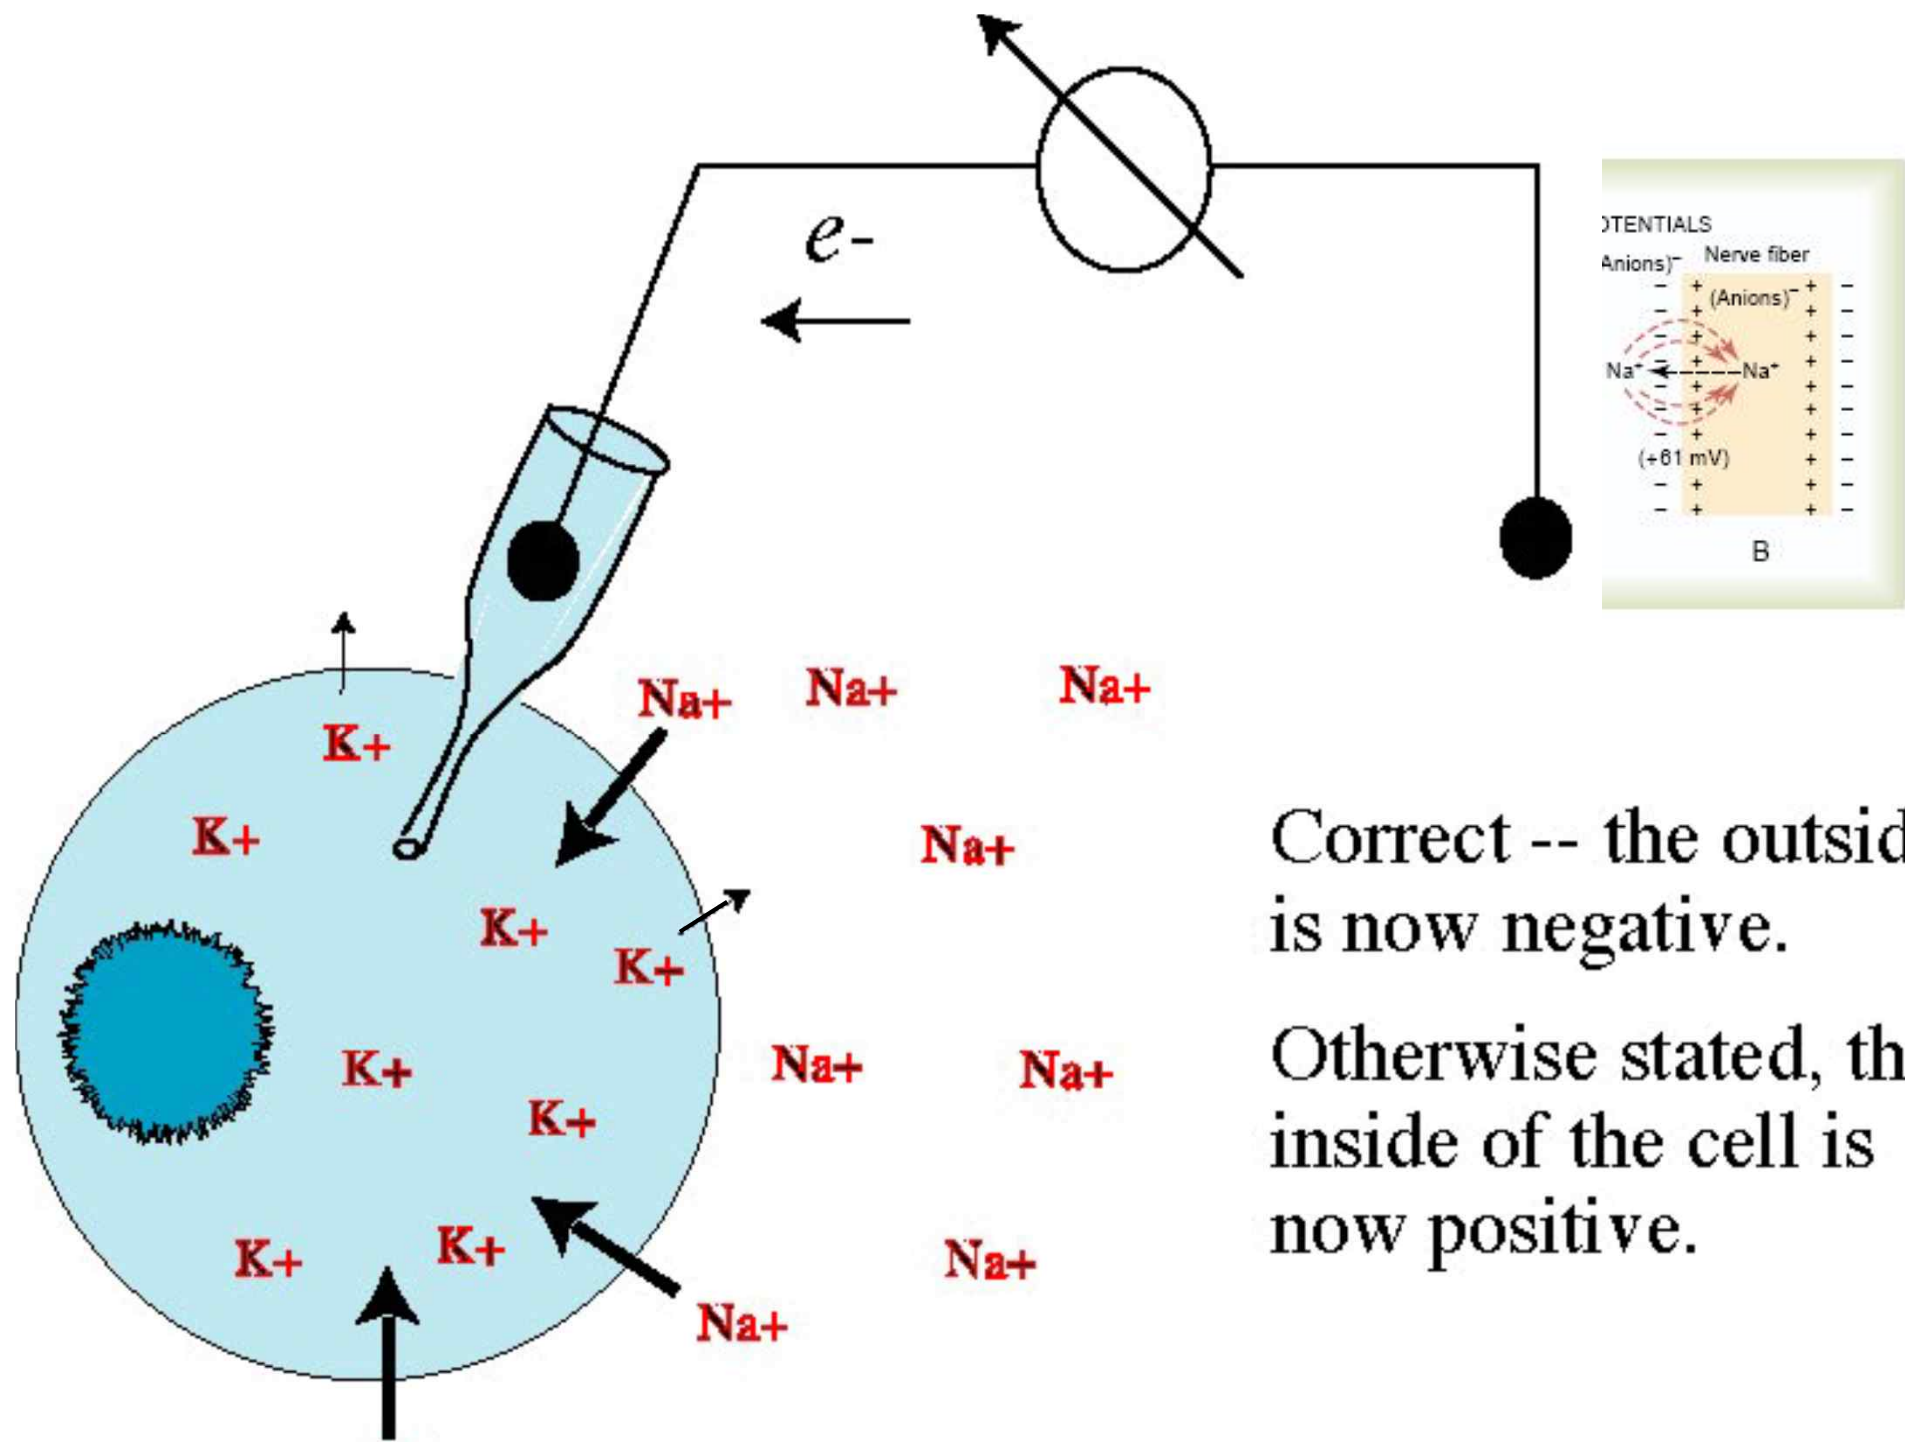 e-
OTENTIALS
Anions)⁻ Nerve fiber
(Anions)⁻
Na⁺ Na⁺
(+61 mV)
B
Na+ Na+ Na+
K+
K+
Na+
K+
K+
Na+ Na+
K+
K+
K+ K+
Na+
Na+
Correct -- the outsid
is now negative.
Otherwise stated, th
inside of the cell is
now positive.